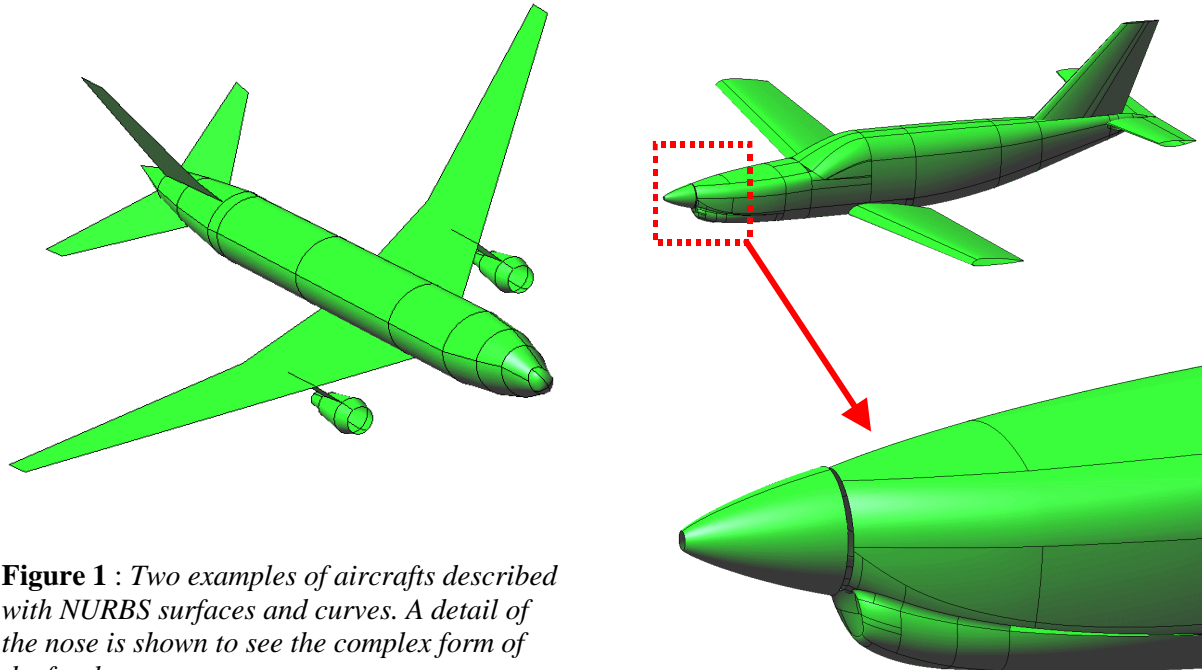 Figure 1 : Two examples of aircrafts described
with NURBS surfaces and curves. A detail of
the nose is shown to see the complex form of